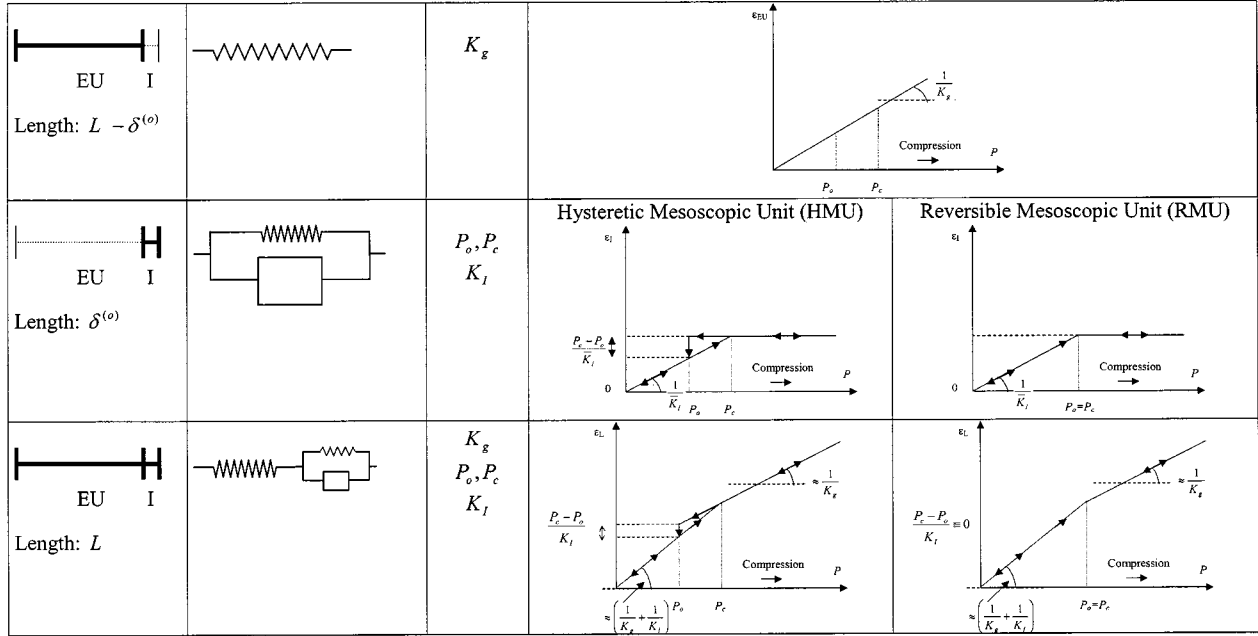 EU I
Length: L − δ^(o)
K_g
ε_EU
1/K_g
Compression
P
P_o P_c
EU I
Length: δ^(o)
P_o, P_c
K_I
Hysteretic Mesoscopic Unit (HMU)
ε_I
(P_c − P_o)/K̅_I
0
1/K̅_I
Compression
P
P_o P_c
Reversible Mesoscopic Unit (RMU)
ε_I
0
1/K̅_I
Compression
P
P_o=P_c
EU I
Length: L
K_g
P_o, P_c
K_I
ε_L
≈ 1/K_g
(P_c − P_o)/K_I
Compression
P
P_o P_c
≈ (1/K_g + 1/K_I)
ε_L
≈ 1/K_g
(P_c − P_o)/K_I ≡ 0
Compression
P
P_o=P_c
≈ (1/K_g + 1/K_I)